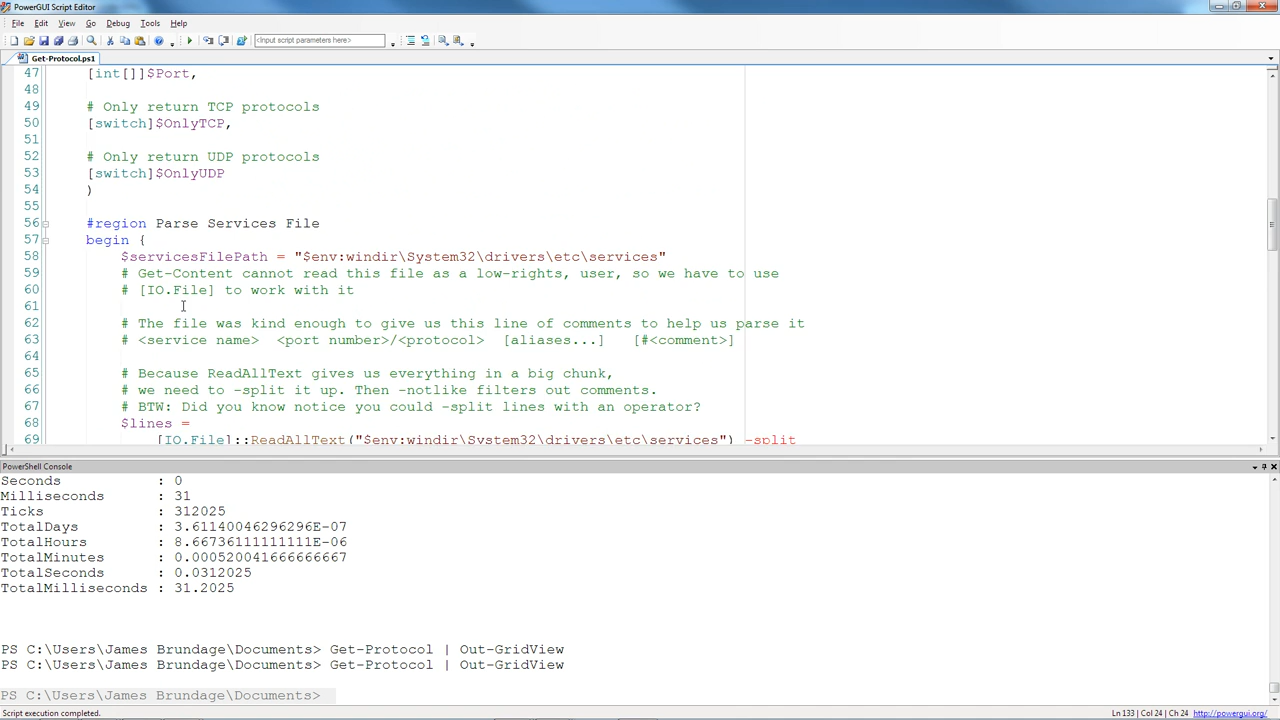 PowerGUI Script Editor
File Edit View Go Debug Tools Help
<Input script parameters here>
Get-Protocol.ps1
47 [int[]]$Port,
48
49 # Only return TCP protocols
50 [switch]$OnlyTCP,
51
52 # Only return UDP protocols
53 [switch]$OnlyUDP
54 )
55
56 #region Parse Services File
57 begin {
58 $servicesFilePath = "$env:windir\System32\drivers\etc\services"
59 # Get-Content cannot read this file as a low-rights, user, so we have to use
60 # [IO.File] to work with it
61
62 # The file was kind enough to give us this line of comments to help us parse it
63 # <service name>  <port number>/<protocol>  [aliases...]   [#<comment>]
64
65 # Because ReadAllText gives us everything in a big chunk,
66 # we need to -split it up. Then -notlike filters out comments.
67 # BTW: Did you know notice you could -split lines with an operator?
68 $lines =
69 [IO.File]::ReadAllText("$env:windir\System32\drivers\etc\services") -split
PowerShell Console
Seconds : 0
Milliseconds : 31
Ticks : 312025
TotalDays : 3.61140046296296E-07
TotalHours : 8.66736111111111E-06
TotalMinutes : 0.000520041666666667
TotalSeconds : 0.0312025
TotalMilliseconds : 31.2025
PS C:\Users\James Brundage\Documents> Get-Protocol | Out-GridView
PS C:\Users\James Brundage\Documents> Get-Protocol | Out-GridView
PS C:\Users\James Brundage\Documents>
Script execution completed.
Ln 133 | Col 24 | Ch 24 http://powergui.org/